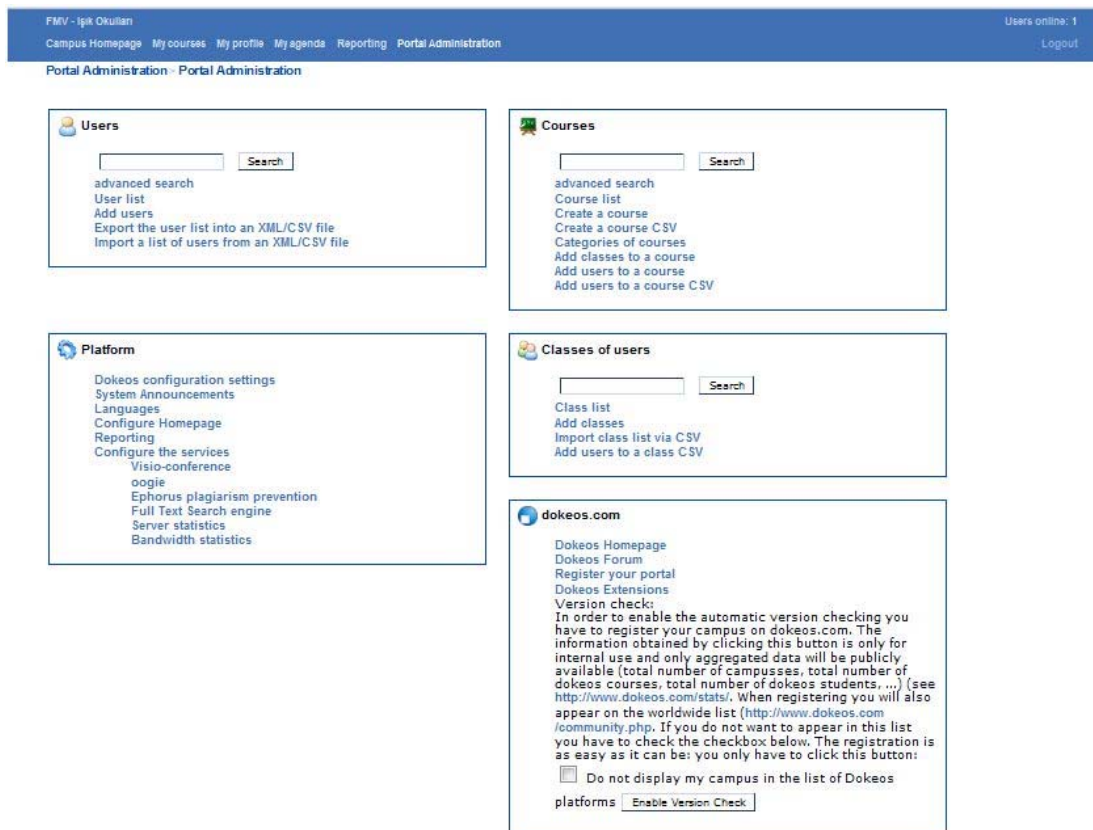 FMV - Işık Okulları
Users online: 1
Campus Homepage My courses My profile My agenda Reporting Portal Administration
Logout
Portal Administration > Portal Administration
Users
Search
advanced search
User list
Add users
Export the user list into an XML/CSV file
Import a list of users from an XML/CSV file
Courses
Search
advanced search
Course list
Create a course
Create a course CSV
Categories of courses
Add classes to a course
Add users to a course
Add users to a course CSV
Platform
Dokeos configuration settings
System Announcements
Languages
Configure Homepage
Reporting
Configure the services
Visio-conference
oogie
Ephorus plagiarism prevention
Full Text Search engine
Server statistics
Bandwidth statistics
Classes of users
Search
Class list
Add classes
Import class list via CSV
Add users to a class CSV
dokeos.com
Dokeos Homepage
Dokeos Forum
Register your portal
Dokeos Extensions
Version check:
In order to enable the automatic version checking you
have to register your campus on dokeos.com. The
information obtained by clicking this button is only for
internal use and only aggregated data will be publicly
available (total number of campusses, total number of
dokeos courses, total number of dokeos students, ...) (see
http://www.dokeos.com/stats/. When registering you will also
appear on the worldwide list (http://www.dokeos.com
/community.php. If you do not want to appear in this list
you have to check the checkbox below. The registration is
as easy as it can be: you only have to click this button:
Do not display my campus in the list of Dokeos
platforms Enable Version Check